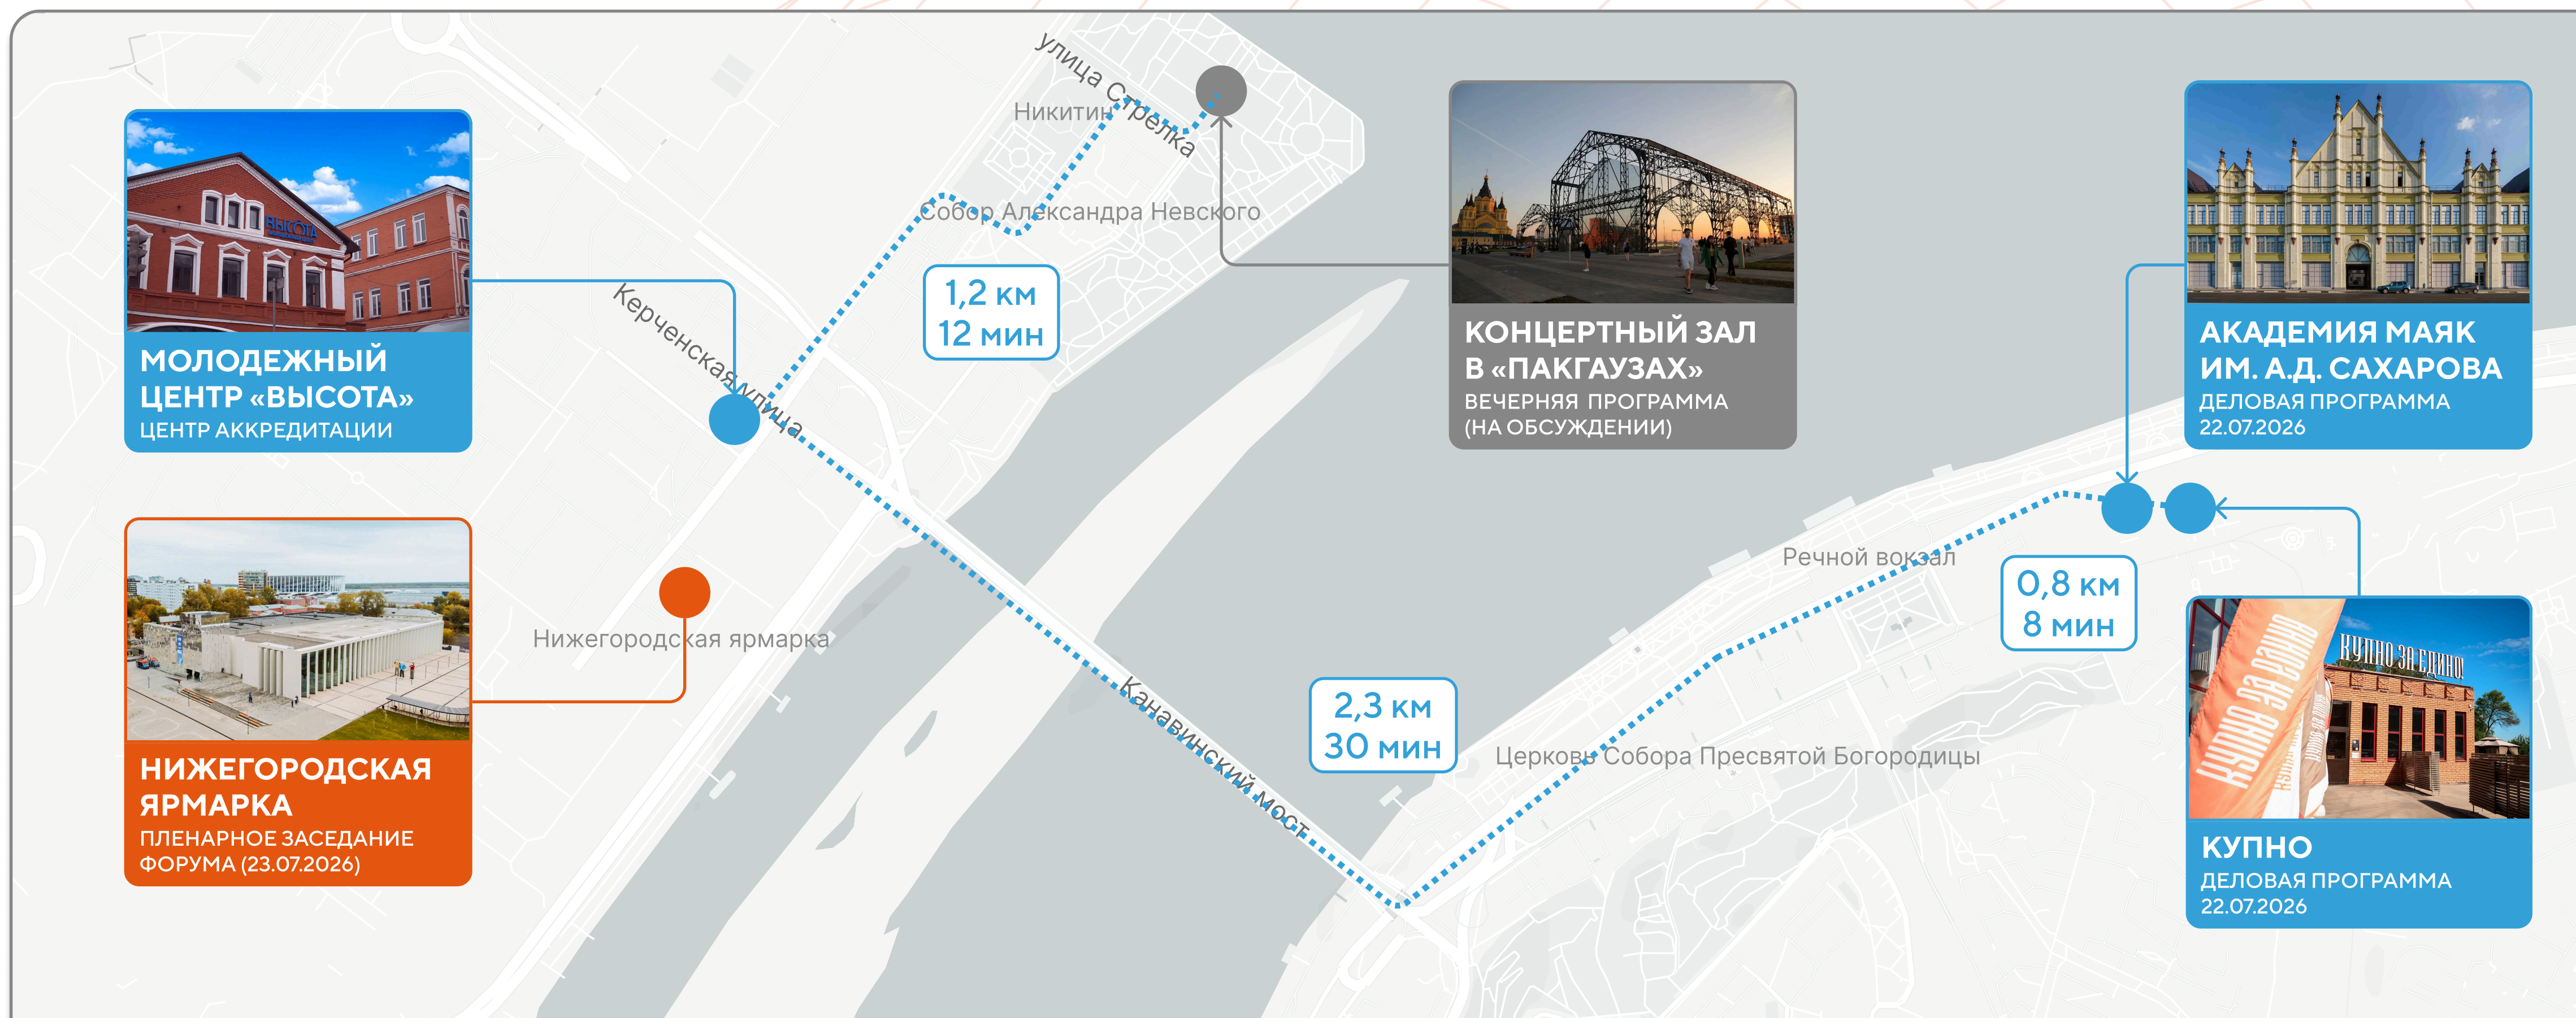 улица Стрелка
Никитин
Собор Александра Невского
1,2 км
12 мин
Керченская улица
ВЫСОТА
МОЛОДЕЖНЫЙ
ЦЕНТР «ВЫСОТА»
ЦЕНТР АККРЕДИТАЦИИ
КОНЦЕРТНЫЙ ЗАЛ
В «ПАКГАУЗАХ»
ВЕЧЕРНЯЯ ПРОГРАММА
(НА ОБСУЖДЕНИИ)
АКАДЕМИЯ МАЯК
ИМ. А.Д. САХАРОВА
ДЕЛОВАЯ ПРОГРАММА
22.07.2026
Нижегородская ярмарка
НИЖЕГОРОДСКАЯ
ЯРМАРКА
ПЛЕНАРНОЕ ЗАСЕДАНИЕ
ФОРУМА (23.07.2026)
Канавинский мост
2,3 км
30 мин
Речной вокзал
Церковь Собора Пресвятой Богородицы
0,8 км
8 мин
КУПНО ЗА ЕДИНО!
КУПНО ЗА ЕДИНО
КУПНО
ДЕЛОВАЯ ПРОГРАММА
22.07.2026